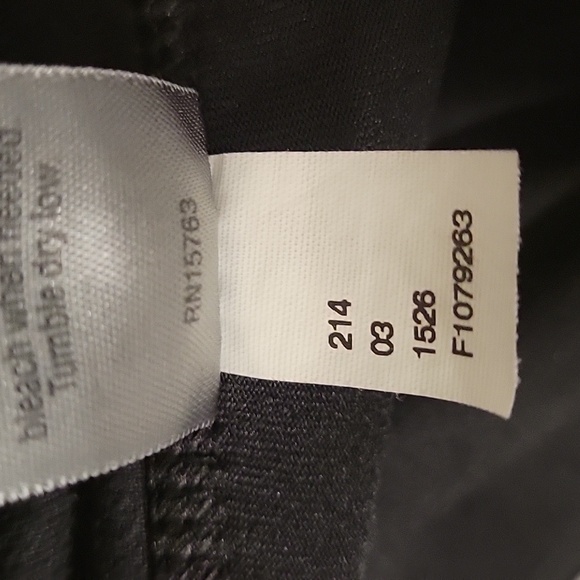 bleach when needed
Tumble dry low
RN15763
214
03
1526
F1079263